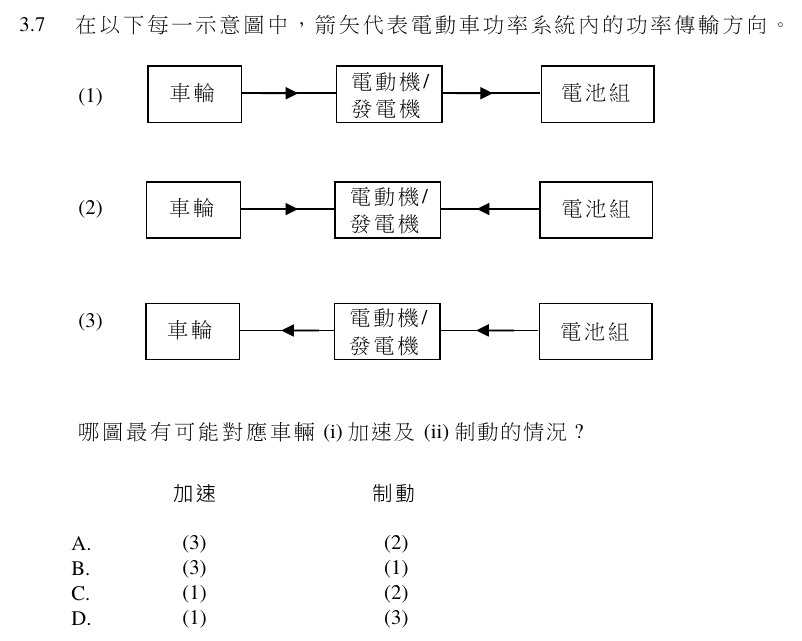 3.7 在以下每一示意圖中，箭矢代表電動車功率系統內的功率傳輸方向。
(1) 車輪 電動機/發電機 電池組
(2) 車輪 電動機/發電機 電池組
(3) 車輪 電動機/發電機 電池組
哪圖最有可能對應車輛 (i) 加速及 (ii) 制動的情況？
加速 制動
A. (3) (2)
B. (3) (1)
C. (1) (2)
D. (1) (3)